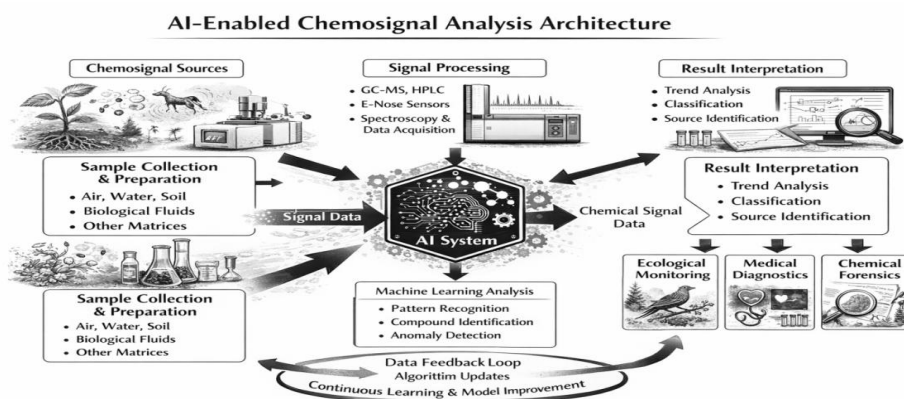 AI-Enabled Chemosignal Analysis Architecture
Chemosignal Sources
Signal Processing
• GC-MS, HPLC
• E-Nose Sensors
• Spectroscopy &
Data Acquisition
Result Interpretation
• Trend Analysis
• Classification
• Source Identification
Sample Collection
& Preparation
• Air, Water, Soil
• Biological Fluids
• Other Matrices
Signal Data
AI System
Chemical Signal
Data
Result Interpretation
• Trend Analysis
• Classification
• Source Identification
Sample Collection
& Preparation
• Air, Water, Soil
• Biological Fluids
• Other Matrices
Machine Learning Analysis
• Pattern Recognition
• Compound Identification
• Anomaly Detection
Ecological
Monitoring
Medical
Diagnostics
Chemical
Forensics
Data Feedback Loop
Algorittim Updates
Continuous Learning & Model Improvement